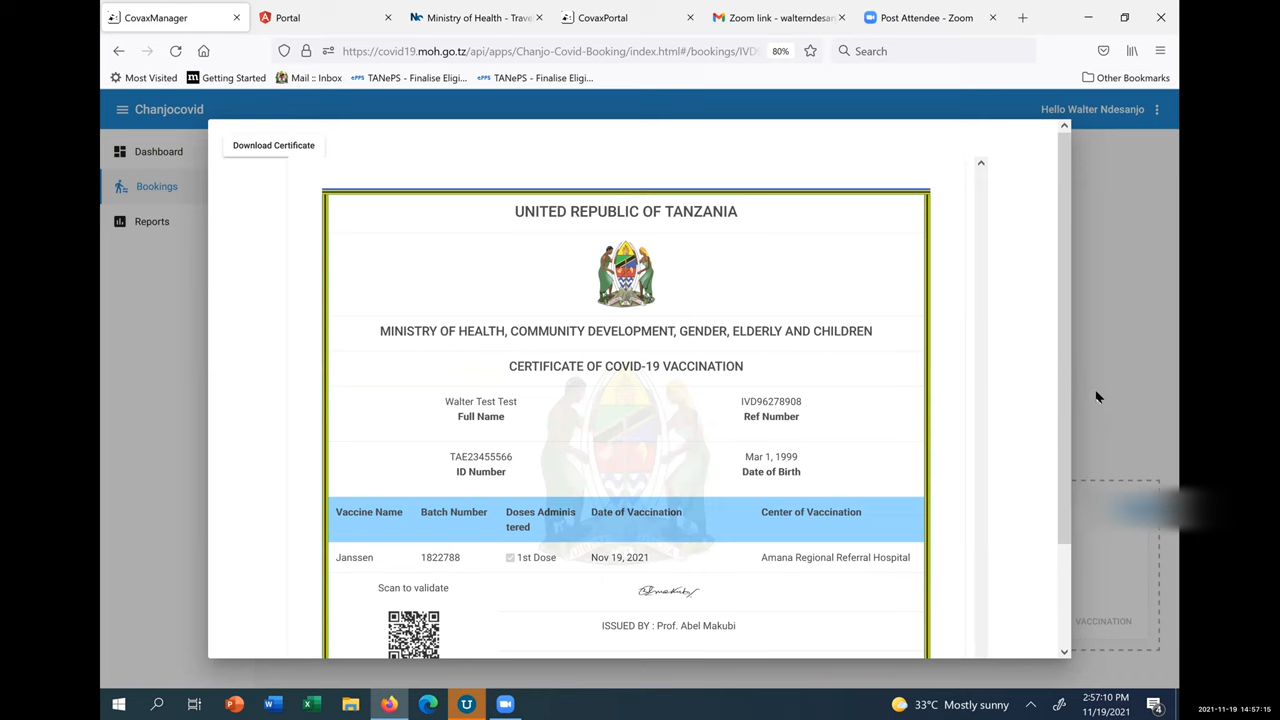 CovaxManager
Portal
Ministry of Health - Trave
CovaxPortal
Zoom link - walterndesan
Post Attendee - Zoom
https://covid19.moh.go.tz/api/apps/Chanjo-Covid-Booking/index.html#/bookings/IVD
80%
Search
Most Visited
Getting Started
Mail :: Inbox
TANePS - Finalise Eligi...
TANePS - Finalise Eligi...
Other Bookmarks
Chanjocovid
Hello Walter Ndesanjo
Dashboard
Bookings
Reports
Download Certificate
UNITED REPUBLIC OF TANZANIA
MINISTRY OF HEALTH, COMMUNITY DEVELOPMENT, GENDER, ELDERLY AND CHILDREN
CERTIFICATE OF COVID-19 VACCINATION
Walter Test Test
Full Name
IVD96278908
Ref Number
TAE23455566
ID Number
Mar 1, 1999
Date of Birth
Vaccine Name
Batch Number
Doses Adminis
tered
Date of Vaccination
Center of Vaccination
Janssen
1822788
1st Dose
Nov 19, 2021
Amana Regional Referral Hospital
Scan to validate
ISSUED BY : Prof. Abel Makubi
VACCINATION
33°C Mostly sunny
2:57:10 PM
11/19/2021
4
2021-11-19 14:57:15